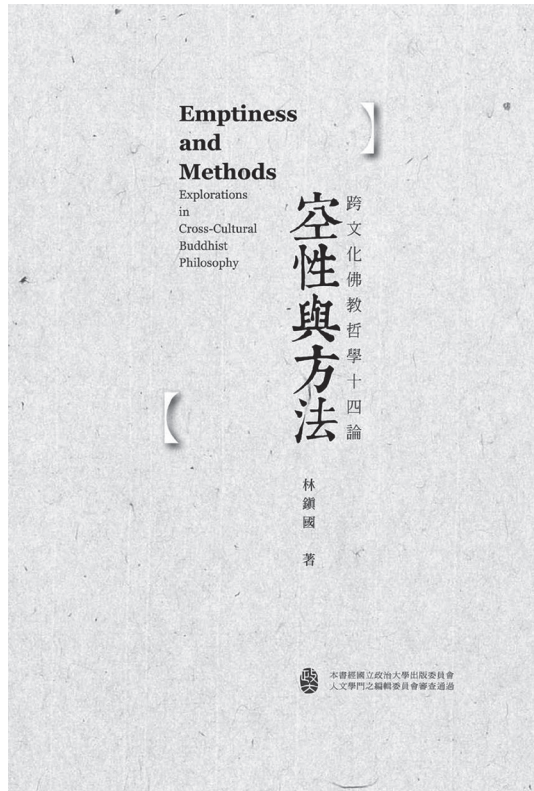 Emptiness
and
Methods
Explorations
in
Cross-Cultural
Buddhist
Philosophy
空性與方法
跨文化佛教哲學十四論
林鎮國 著
政大
本書經國立政治大學出版委員會
人文學門之編輯委員會審查通過